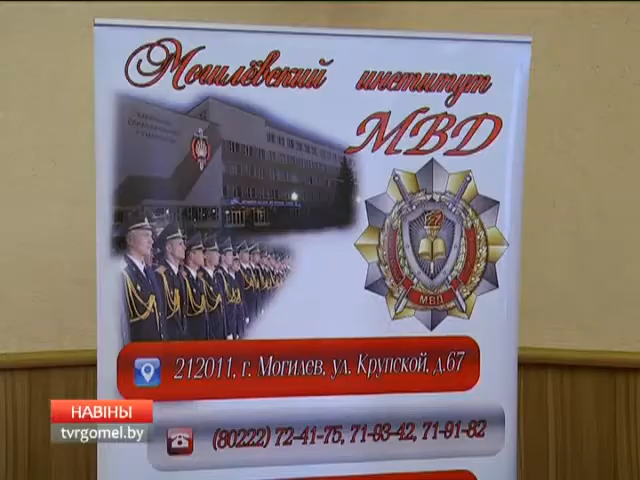 Могилёвский институт
МВД
МВД
212011, г. Могилев, ул. Крупской, д.67
(80222) 72-41-75, 71-93-42, 71-91-82
НАВІНЫ
tvrgomel.by